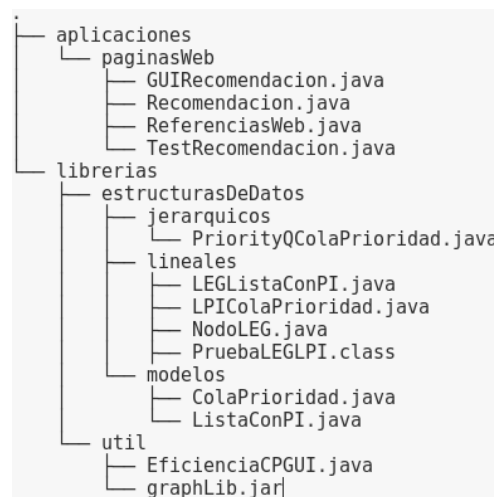 .
├── aplicaciones
│   └── paginasWeb
│       ├── GUIRecomendacion.java
│       ├── Recomendacion.java
│       ├── ReferenciasWeb.java
│       └── TestRecomendacion.java
└── librerias
    ├── estructurasDeDatos
    │   ├── jerarquicos
    │   │   └── PriorityQColaPrioridad.java
    │   ├── lineales
    │   │   ├── LEGListaConPI.java
    │   │   ├── LPIColaPrioridad.java
    │   │   ├── NodoLEG.java
    │   │   ├── PruebaLEGLPI.class
    │   └── modelos
    │       ├── ColaPrioridad.java
    │       └── ListaConPI.java
    └── util
        ├── EficienciaCPGUI.java
        └── graphLib.jar